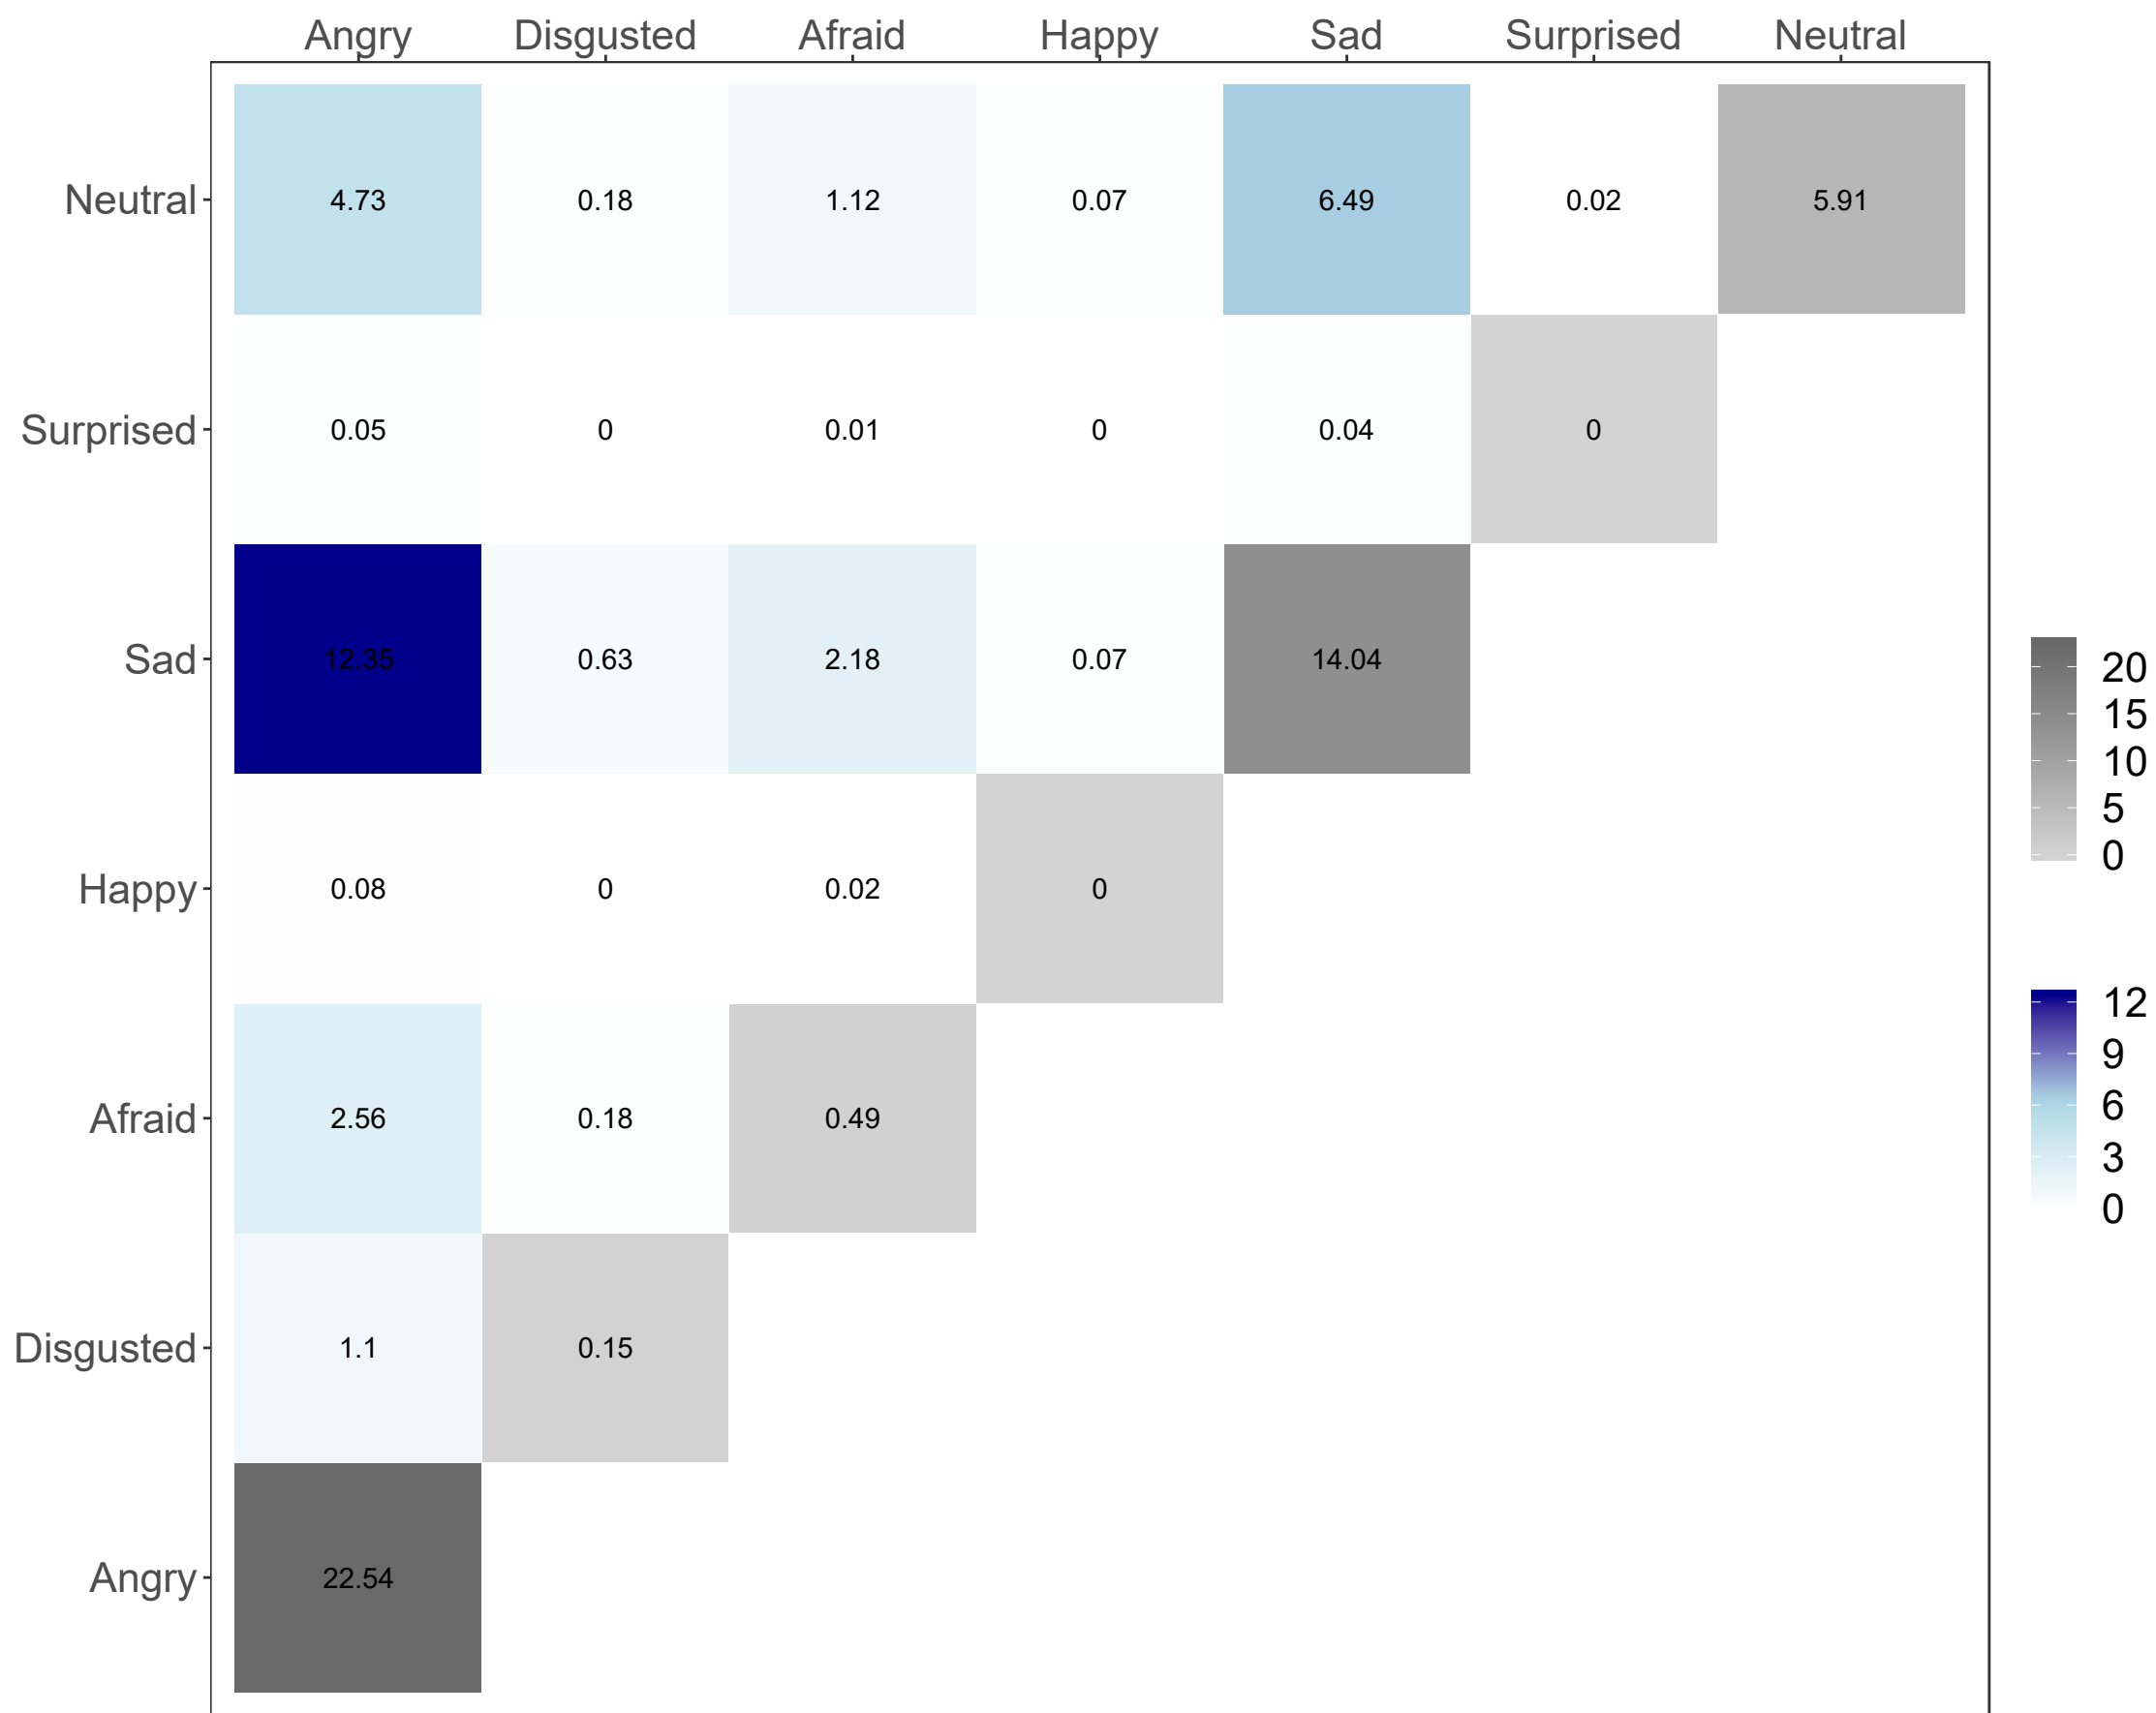 Angry Disgusted Afraid Happy Sad Surprised Neutral
Neutral 4.73 0.18 1.12 0.07 6.49 0.02 5.91
Surprised 0.05 0 0.01 0 0.04 0
Sad 12.35 0.63 2.18 0.07 14.04
Happy 0.08 0 0.02 0
Afraid 2.56 0.18 0.49
Disgusted 1.1 0.15
Angry 22.54
20
15
10
5
0
12
9
6
3
0